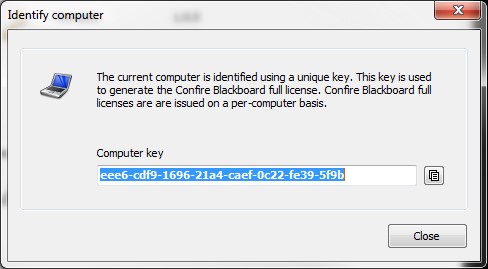 Identify computer
The current computer is identified using a unique key. This key is used
to generate the Confire Blackboard full license. Confire Blackboard full
licenses are are issued on a per-computer basis.
Computer key
eee6-cdf9-1696-21a4-caef-0c22-fe39-5f9b
Close